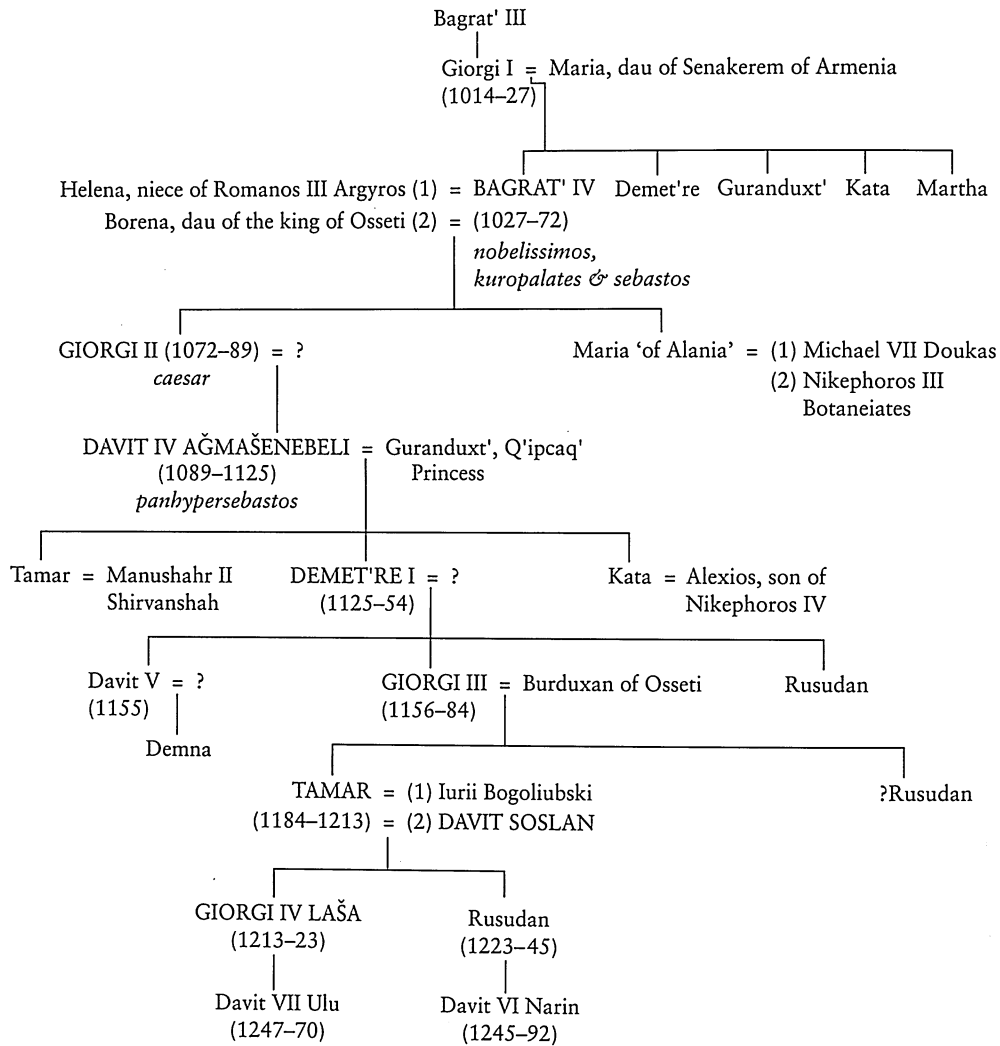 Bagrat' III
Giorgi I = Maria, dau of Senakerem of Armenia
(1014–27)
Helena, niece of Romanos III Argyros (1) = BAGRAT' IV Demet're Guranduxt' Kata Martha
Borena, dau of the king of Osseti (2) = (1027–72)
nobelissimos,
kuropalates & sebastos
GIORGI II (1072–89) = ? Maria ‘of Alania’ = (1) Michael VII Doukas
caesar (2) Nikephoros III
Botaneiates
DAVIT IV AĞMAŠENEBELI = Guranduxt', Q'ipcaq'
(1089–1125) Princess
panhypersebastos
Tamar = Manushahr II DEMET'RE I = ? Kata = Alexios, son of
Shirvanshah (1125–54) Nikephoros IV
Davit V = ? GIORGI III = Burduxan of Osseti Rusudan
(1155) (1156–84)
Demna
TAMAR = (1) Iurii Bogoliubski ?Rusudan
(1184–1213) = (2) DAVIT SOSLAN
GIORGI IV LAŠA Rusudan
(1213–23) (1223–45)
Davit VII Ulu Davit VI Narin
(1247–70) (1245–92)